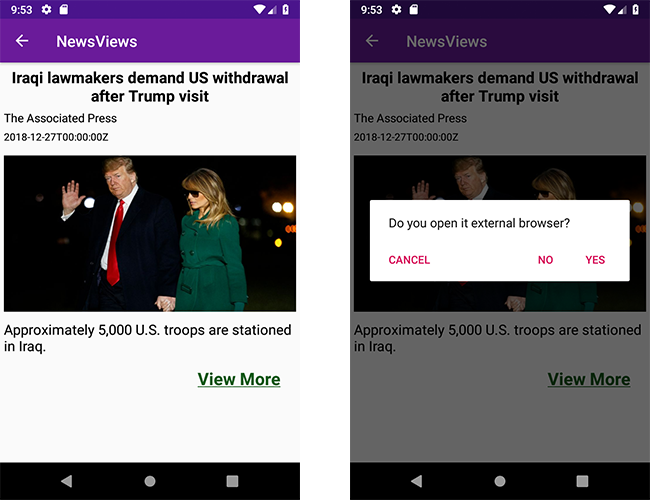 9:53
NewsViews
Iraqi lawmakers demand US withdrawal
after Trump visit
The Associated Press
2018-12-27T00:00:00Z
Approximately 5,000 U.S. troops are stationed
in Iraq.
View More
9:53
NewsViews
Iraqi lawmakers demand US withdrawal
after Trump visit
The Associated Press
2018-12-27T00:00:00Z
Do you open it external browser?
CANCEL NO YES
Approximately 5,000 U.S. troops are stationed
in Iraq.
View More